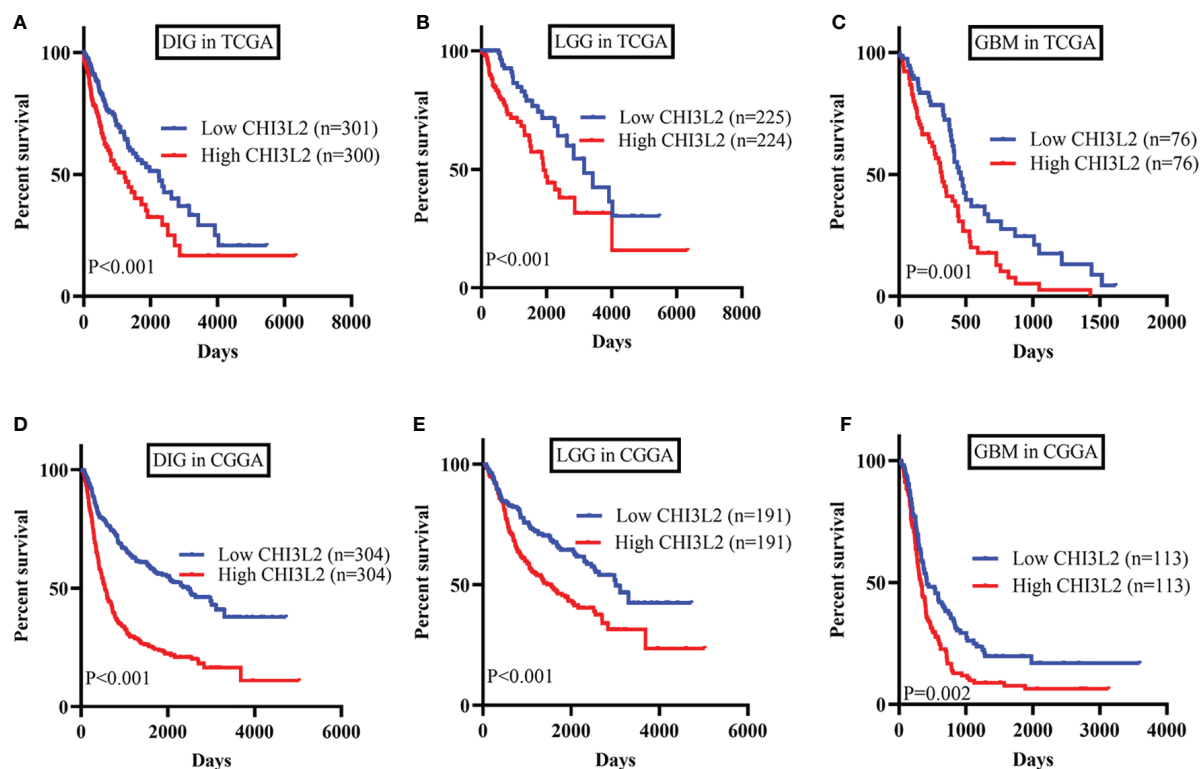 A
DIG in TCGA
Percent survival
100
50
0
Low CHI3L2 (n=301)
High CHI3L2 (n=300)
P<0.001
0 2000 4000 6000 8000
Days
B
LGG in TCGA
Percent survival
100
50
0
Low CHI3L2 (n=225)
High CHI3L2 (n=224)
P<0.001
0 2000 4000 6000 8000
Days
C
GBM in TCGA
Percent survival
100
50
0
Low CHI3L2 (n=76)
High CHI3L2 (n=76)
P=0.001
0 500 1000 1500 2000
Days
D
DIG in CGGA
Percent survival
100
50
0
Low CHI3L2 (n=304)
High CHI3L2 (n=304)
P<0.001
0 2000 4000 6000
Days
E
LGG in CGGA
Percent survival
100
50
0
Low CHI3L2 (n=191)
High CHI3L2 (n=191)
P<0.001
0 2000 4000 6000
Days
F
GBM in CGGA
Percent survival
100
50
0
Low CHI3L2 (n=113)
High CHI3L2 (n=113)
P=0.002
0 1000 2000 3000 4000
Days